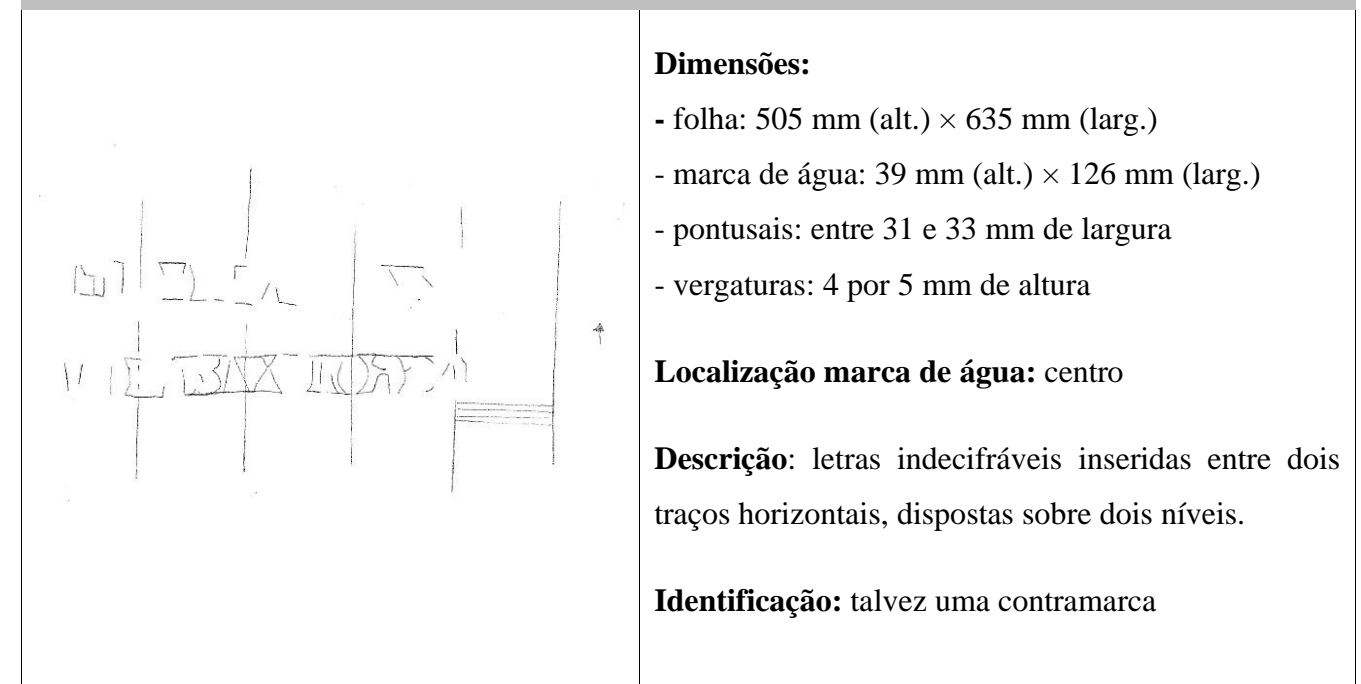 Dimensões:
- folha: 505 mm (alt.) × 635 mm (larg.)
- marca de água: 39 mm (alt.) × 126 mm (larg.)
- pontusais: entre 31 e 33 mm de largura
- vergaturas: 4 por 5 mm de altura
Localização marca de água: centro
Descrição: letras indecifráveis inseridas entre dois
traços horizontais, dispostas sobre dois níveis.
Identificação: talvez uma contramarca